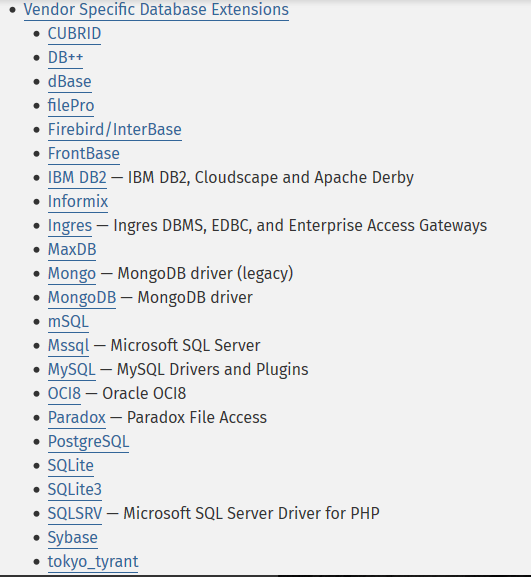 Vendor Specific Database Extensions
CUBRID
DB++
dBase
filePro
Firebird/InterBase
FrontBase
IBM DB2 — IBM DB2, Cloudscape and Apache Derby
Informix
Ingres — Ingres DBMS, EDBC, and Enterprise Access Gateways
MaxDB
Mongo — MongoDB driver (legacy)
MongoDB — MongoDB driver
mSQL
Mssql — Microsoft SQL Server
MySQL — MySQL Drivers and Plugins
OCI8 — Oracle OCI8
Paradox — Paradox File Access
PostgreSQL
SQLite
SQLite3
SQLSRV — Microsoft SQL Server Driver for PHP
Sybase
tokyo_tyrant